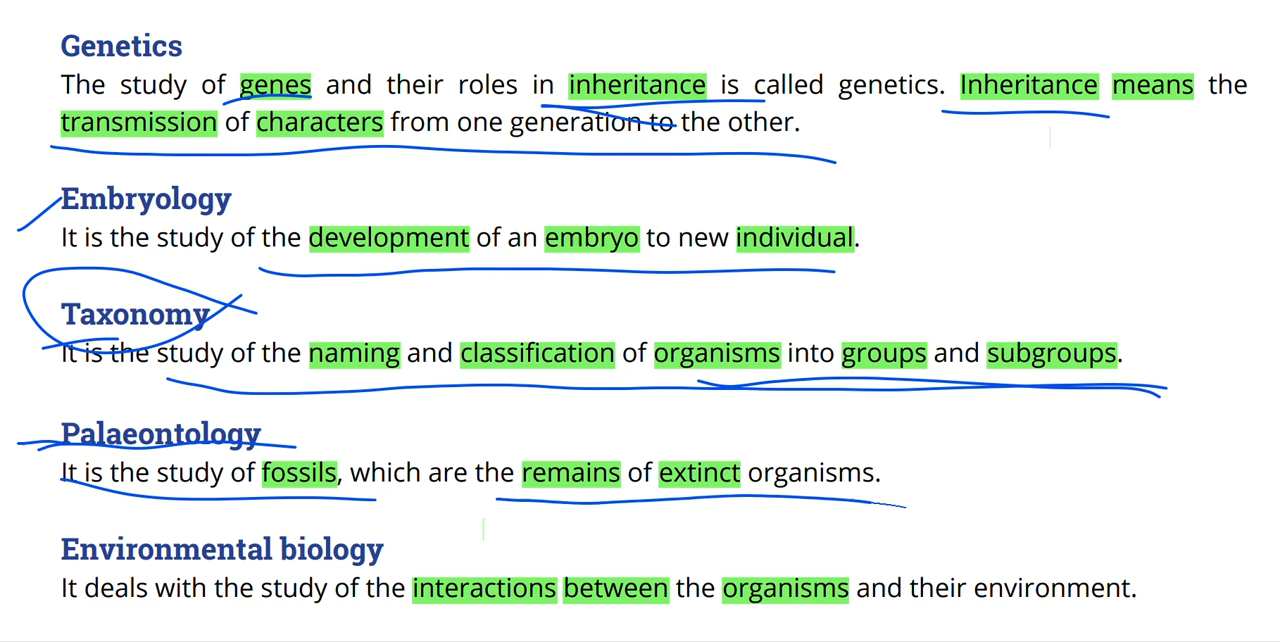 Genetics
The study of genes and their roles in inheritance is called genetics. Inheritance means the
transmission of characters from one generation to the other.
Embryology
It is the study of the development of an embryo to new individual.
Taxonomy
It is the study of the naming and classification of organisms into groups and subgroups.
Palaeontology
It is the study of fossils, which are the remains of extinct organisms.
Environmental biology
It deals with the study of the interactions between the organisms and their environment.